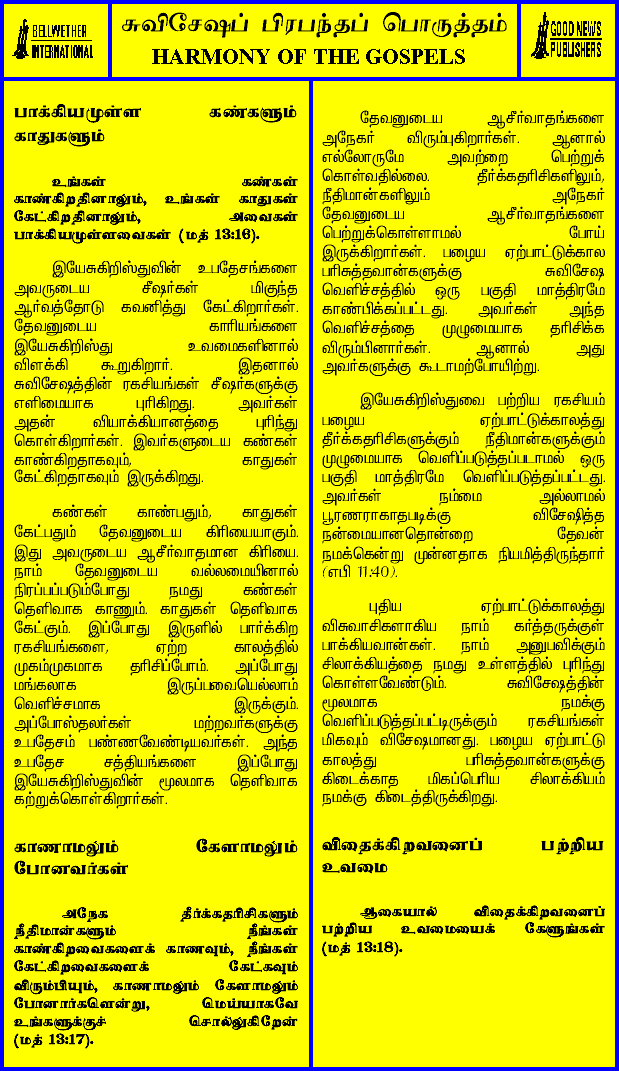 BELLWETHER
INTERNATIONAL
சுவிசேஷப் பிரபந்தப் பொருத்தம்
HARMONY OF THE GOSPELS
GOOD NEWS
PUBLISHERS
பாக்கியமுள்ள கண்களும்
காதுகளும்
உங்கள் கண்கள்
காண்கிறதினாலும், உங்கள் காதுகள்
கேட்கிறதினாலும், அவைகள்
பாக்கியமுள்ளவைகள் (மத் 13:16).
இயேசுகிறிஸ்துவின் உபதேசங்களை
அவருடைய சீஷர்கள் மிகுந்த
ஆர்வத்தோடு கவனித்து கேட்கிறார்கள்.
தேவனுடைய காரியங்களை
இயேசுகிறிஸ்து உவமைகளினால்
விளக்கி கூறுகிறார். இதனால்
சுவிசேஷத்தின் ரகசியங்கள் சீஷர்களுக்கு
எளிமையாக புரிகிறது. அவர்கள்
அதன் வியாக்கியானத்தை புரிந்து
கொள்கிறார்கள். இவர்களுடைய கண்கள்
காண்கிறதாகவும், காதுகள்
கேட்கிறதாகவும் இருக்கிறது.
கண்கள் காண்பதும், காதுகள்
கேட்பதும் தேவனுடைய கிரியையாகும்.
இது அவருடைய ஆசீர்வாதமான கிரியை.
நாம் தேவனுடைய வல்லமையினால்
நிரப்பப்படும்போது நமது கண்கள்
தெளிவாக காணும். காதுகள் தெளிவாக
கேட்கும். இப்போது இருளில் பார்க்கிற
ரகசியங்களை, ஏற்ற காலத்தில்
முகம்முகமாக தரிசிப்போம். அப்போது
மங்கலாக இருப்பவையெல்லாம்
வெளிச்சமாக இருக்கும்.
அப்போஸ்தலர்கள் மற்றவர்களுக்கு
உபதேசம் பண்ணவேண்டியவர்கள். அந்த
உபதேச சத்தியங்களை இப்போது
இயேசுகிறிஸ்துவின் மூலமாக தெளிவாக
கற்றுக்கொள்கிறார்கள்.
காணாமலும் கேளாமலும்
போனவர்கள்
அநேக தீர்க்கதரிசிகளும்
நீதிமான்களும் நீங்கள்
காண்கிறவைகளைக் காணவும், நீங்கள்
கேட்கிறவைகளைக் கேட்கவும்
விரும்பியும், காணாமலும் கேளாமலும்
போனார்களென்று, மெய்யாகவே
உங்களுக்குச் சொல்லுகிறேன்
(மத் 13:17).
தேவனுடைய ஆசீர்வாதங்களை
அநேகர் விரும்புகிறார்கள். ஆனால்
எல்லோருமே அவற்றை பெற்றுக்
கொள்வதில்லை. தீர்க்கதரிசிகளிலும்,
நீதிமான்களிலும் அநேகர்
தேவனுடைய ஆசீர்வாதங்களை
பெற்றுக்கொள்ளாமல் போய்
இருக்கிறார்கள். பழைய ஏற்பாட்டுக்கால
பரிசுத்தவான்களுக்கு சுவிசேஷ
வெளிச்சத்தில் ஒரு பகுதி மாத்திரமே
காண்பிக்கப்பட்டது. அவர்கள் அந்த
வெளிச்சத்தை முழுமையாக தரிசிக்க
விரும்பினார்கள். ஆனால் அது
அவர்களுக்கு கூடாமற்போயிற்று.
இயேசுகிறிஸ்துவை பற்றிய ரகசியம்
பழைய ஏற்பாட்டுக்காலத்து
தீர்க்கதரிசிகளுக்கும் நீதிமான்களுக்கும்
முழுமையாக வெளிப்படுத்தப்படாமல் ஒரு
பகுதி மாத்திரமே வெளிப்படுத்தப்பட்டது.
அவர்கள் நம்மை அல்லாமல்
பூரணராகாதபடிக்கு விசேஷித்த
நன்மையானதொன்றை தேவன்
நமக்கென்று முன்னதாக நியமித்திருந்தார்
(எபி 11:40).
புதிய ஏற்பாட்டுக்காலத்து
விசுவாசிகளாகிய நாம் கர்த்தருக்குள்
பாக்கியவான்கள். நாம் அனுபவிக்கும்
சிலாக்கியத்தை நமது உள்ளத்தில் புரிந்து
கொள்ளவேண்டும். சுவிசேஷத்தின்
மூலமாக நமக்கு
வெளிப்படுத்தப்பட்டிருக்கும் ரகசியங்கள்
மிகவும் விசேஷமானது. பழைய ஏற்பாட்டு
காலத்து பரிசுத்தவான்களுக்கு
கிடைக்காத மிகப்பெரிய சிலாக்கியம்
நமக்கு கிடைத்திருக்கிறது.
விதைக்கிறவனைப் பற்றிய
உவமை
ஆகையால் விதைக்கிறவனைப்
பற்றிய உவமையைக் கேளுங்கள்
(மத் 13:18).